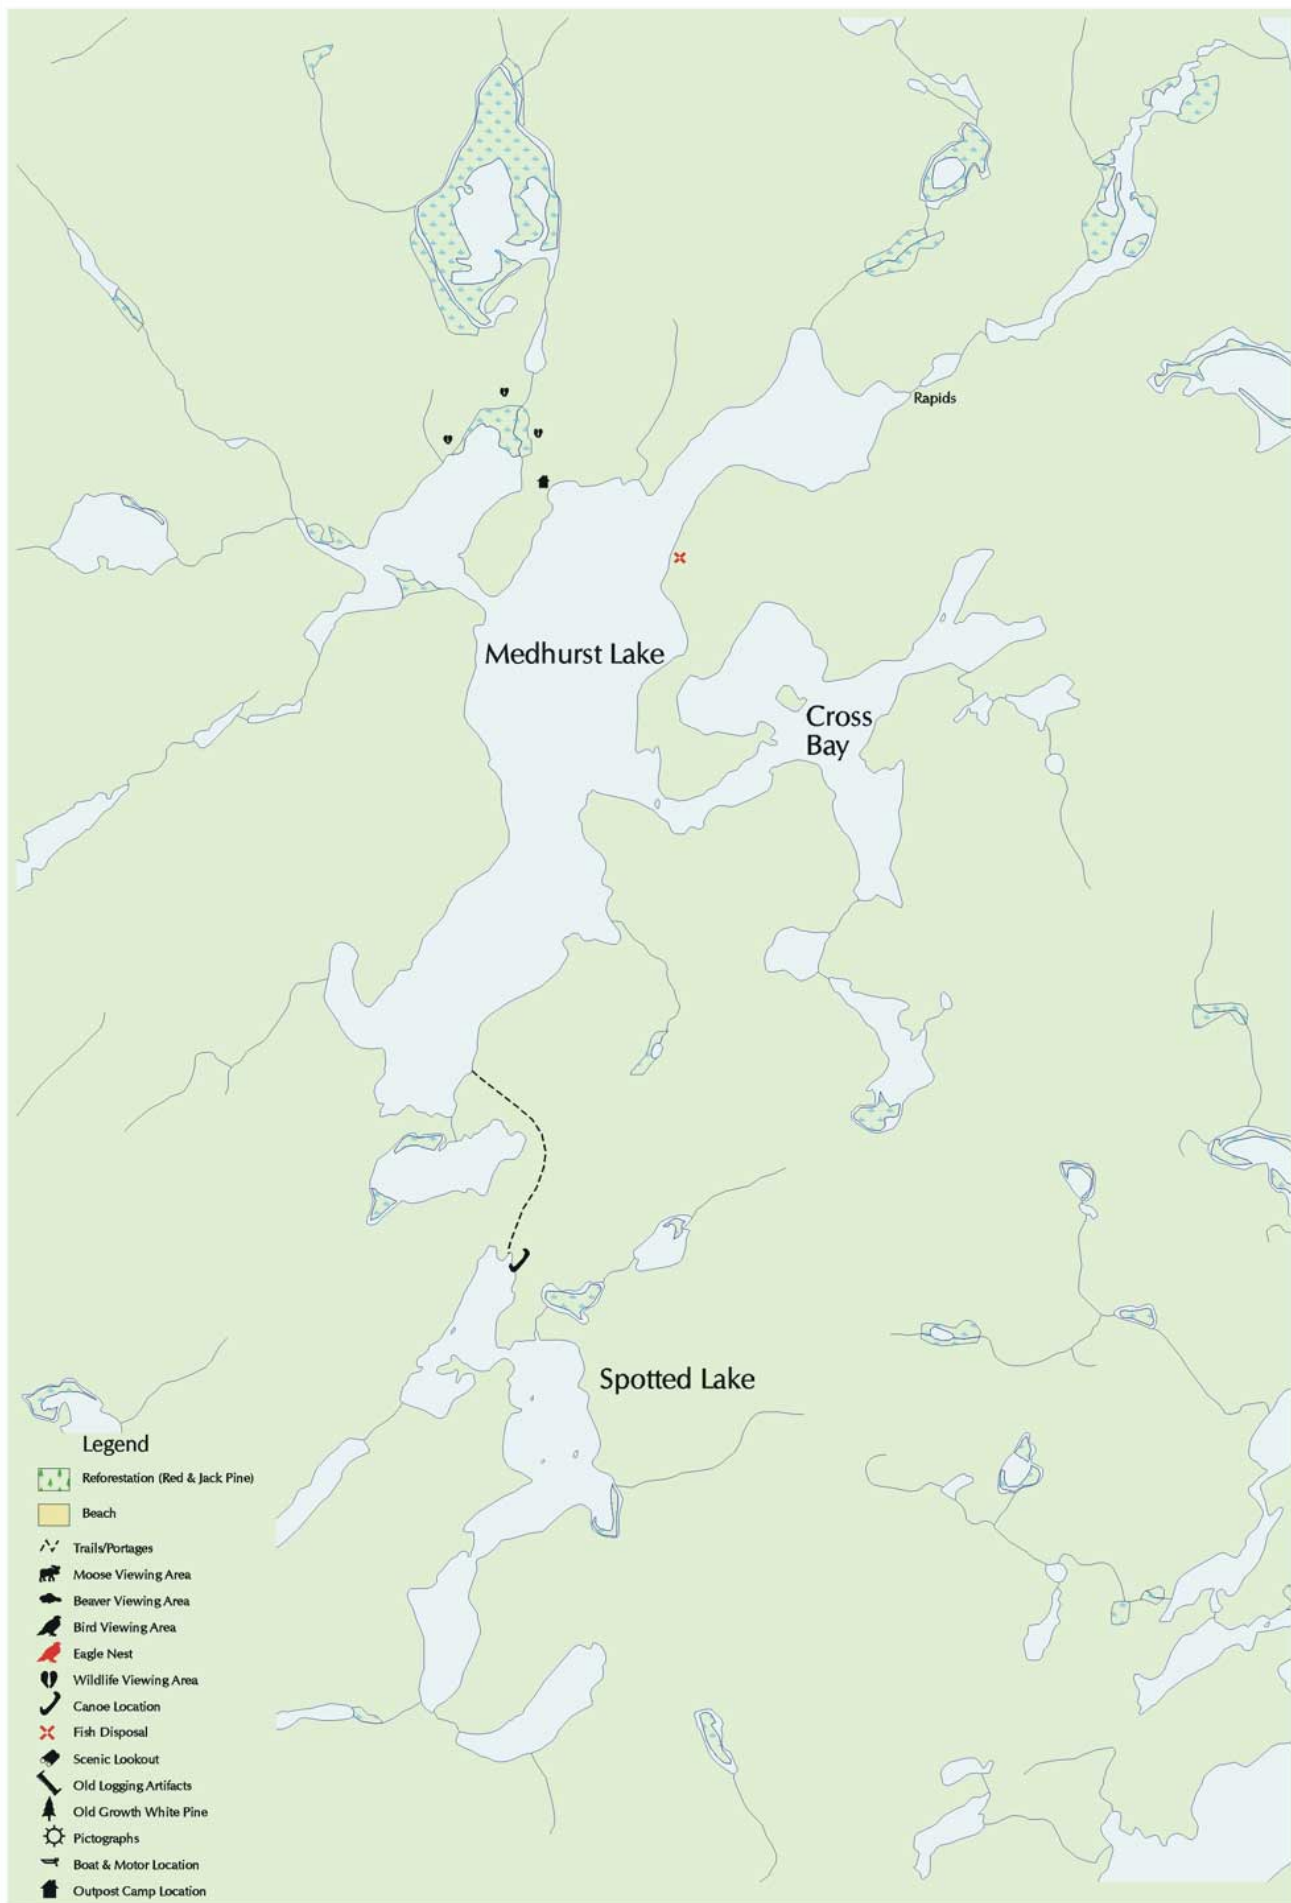 Rapids
Medhurst Lake
Cross
Bay
Spotted Lake
Legend
Reforestation (Red & Jack Pine)
Beach
Trails/Portages
Moose Viewing Area
Beaver Viewing Area
Bird Viewing Area
Eagle Nest
Wildlife Viewing Area
Canoe Location
Fish Disposal
Scenic Lookout
Old Logging Artifacts
Old Growth White Pine
Pictographs
Boat & Motor Location
Outpost Camp Location